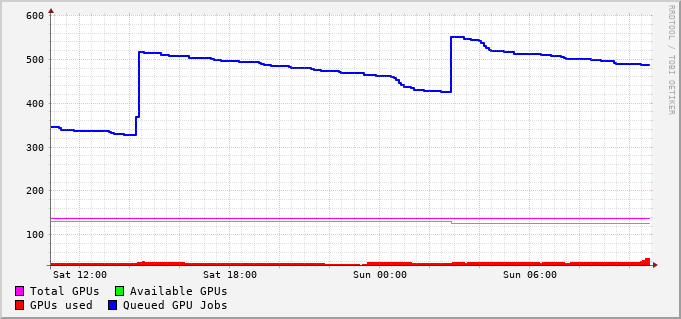 RRDTOOL / TOBI OETIKER
600
500
400
300
200
100
Sat 12:00 Sat 18:00 Sun 00:00 Sun 06:00
Total GPUs Available GPUs
GPUs used Queued GPU Jobs